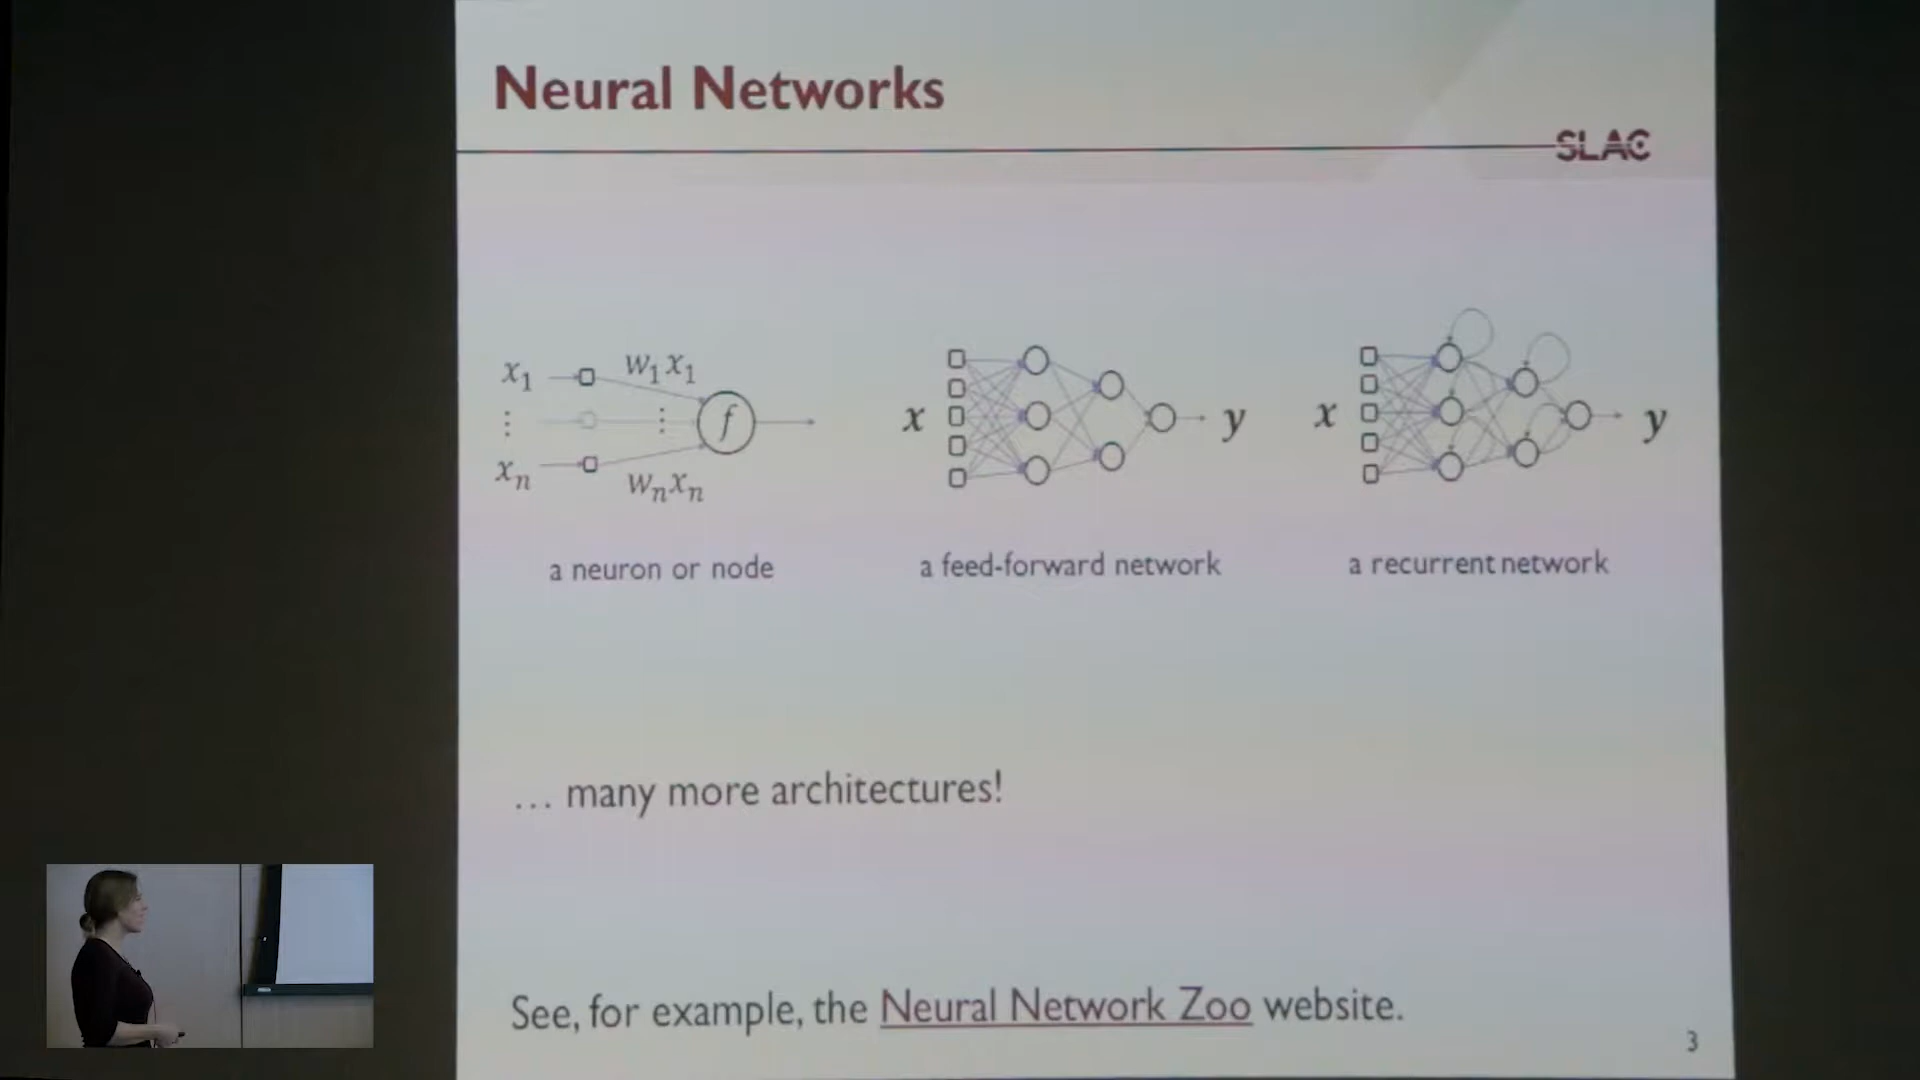 Neural Networks
SLAC
x₁ w₁x₁
⋮ ⋮ f
xₙ wₙxₙ
x y
x y
a neuron or node
a feed-forward network
a recurrent network
... many more architectures!
See, for example, the Neural Network Zoo website.
3